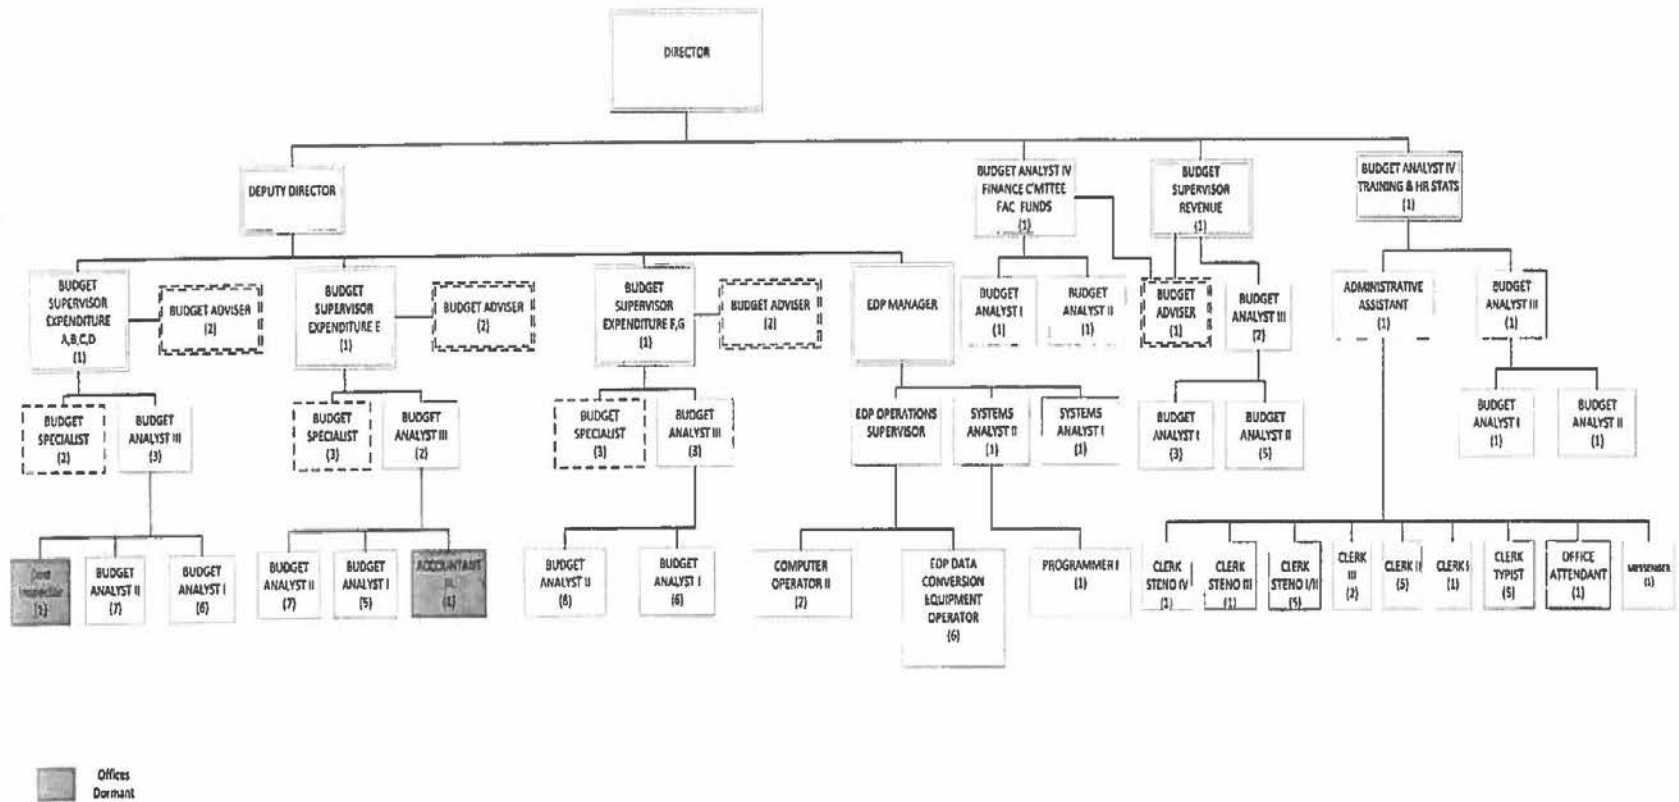 DIRECTOR
DEPUTY DIRECTOR
BUDGET ANALYST IV
FINANCE C'MTTEE
FAC FUNDS
(1)
BUDGET
SUPERVISOR
REVENUE
(1)
BUDGET ANALYST IV
TRAINING & HR STATS
(1)
BUDGET
SUPERVISOR
EXPENDITURE
A,B,C,D
(1)
BUDGET ADVISER
(2)
BUDGET
SUPERVISOR
EXPENDITURE E
(1)
BUDGET ADVISER
(2)
BUDGET
SUPERVISOR
EXPENDITURE F,G
(1)
BUDGET ADVISER
(2)
EDP MANAGER
BUDGET
ANALYST I
(1)
BUDGET
ANALYST II
(1)
BUDGET
ADVISER
(1)
BUDGET
ANALYST III
(2)
ADMINISTRATIVE
ASSISTANT
(1)
BUDGET
ANALYST III
(1)
BUDGET
SPECIALIST
(2)
BUDGET
ANALYST III
(3)
BUDGET
SPECIALIST
(3)
BUDGET
ANALYST III
(2)
BUDGET
SPECIALIST
(3)
BUDGET
ANALYST III
(3)
EDP OPERATIONS
SUPERVISOR
SYSTEMS
ANALYST II
(1)
SYSTEMS
ANALYST I
(1)
BUDGET
ANALYST I
(3)
BUDGET
ANALYST II
(5)
BUDGET
ANALYST I
(1)
BUDGET
ANALYST II
(1)
(1)
BUDGET
ANALYST II
(7)
BUDGET
ANALYST I
(6)
BUDGET
ANALYST II
(7)
BUDGET
ANALYST I
(5)
ACCOUNTANT
(1)
BUDGET
ANALYST II
BUDGET
ANALYST I
(6)
COMPUTER
OPERATOR II
(2)
EDP DATA
CONVERSION
EQUIPMENT
OPERATOR
(6)
PROGRAMMER I
(1)
CLERK
STENO IV
(1)
CLERK
STENO III
(1)
CLERK
STENO I/II
(5)
CLERK
III
(2)
CLERK II
(5)
CLERK I
(1)
CLERK
TYPIST
(5)
OFFICE
ATTENDANT
(1)
MESSENGER
(1)
Offices
Dormant